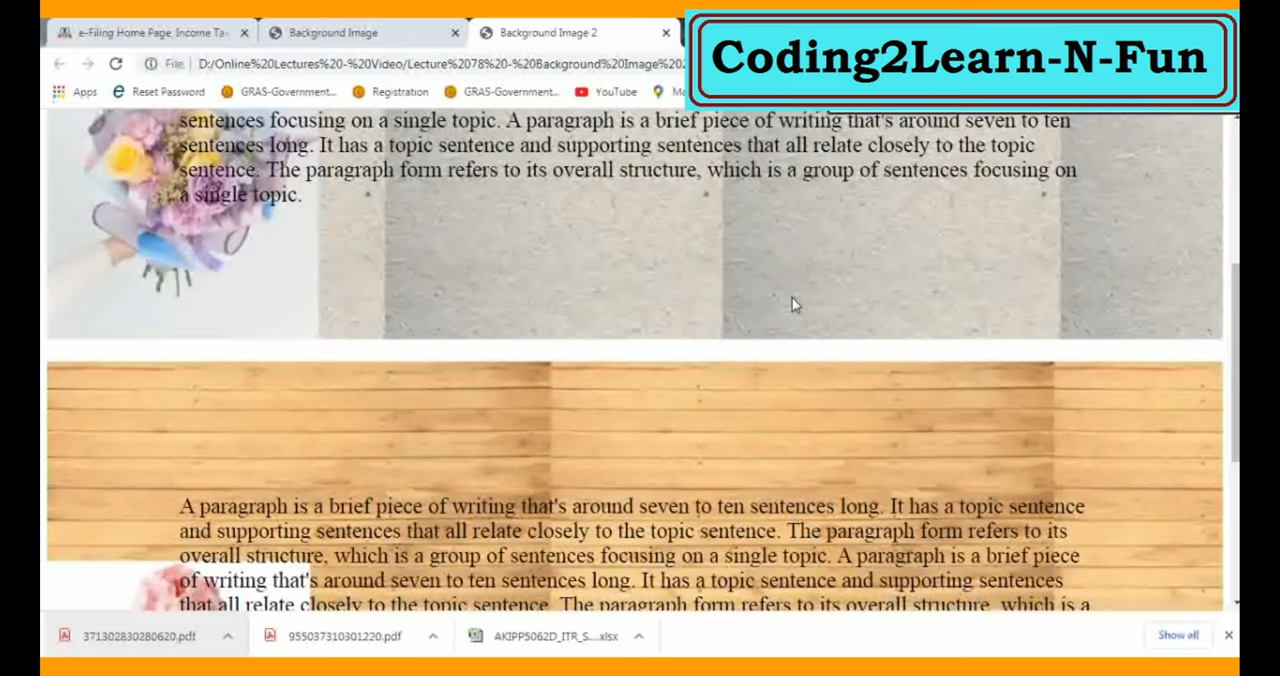 e-Filing Home Page, Income Ta
Background Image
Background Image 2
Coding2Learn-N-Fun
File
D:/Online%20Lectures%20-%20Video/Lecture%2078%20-%20Background%20Image%2
Apps
Reset Password
GRAS-Government...
Registration
GRAS-Government...
YouTube
Ma
sentences focusing on a single topic. A paragraph is a brief piece of writing that's around seven to ten
sentences long. It has a topic sentence and supporting sentences that all relate closely to the topic
sentence. The paragraph form refers to its overall structure, which is a group of sentences focusing on
a single topic.
A paragraph is a brief piece of writing that's around seven to ten sentences long. It has a topic sentence
and supporting sentences that all relate closely to the topic sentence. The paragraph form refers to its
overall structure, which is a group of sentences focusing on a single topic. A paragraph is a brief piece
of writing that's around seven to ten sentences long. It has a topic sentence and supporting sentences
that all relate closely to the topic sentence. The paragraph form refers to its overall structure, which is a
371302830280620.pdf
955037310301220.pdf
AKIPP5062D_ITR_S....xlsx
Show all